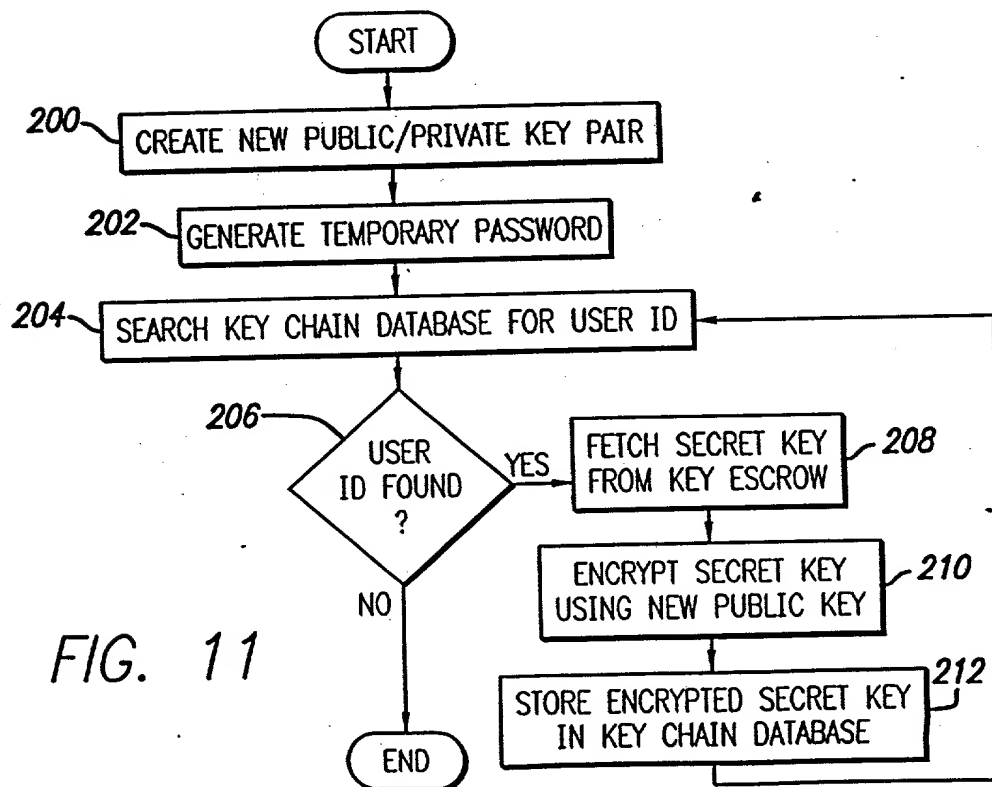 START
200
CREATE NEW PUBLIC/PRIVATE KEY PAIR
202
GENERATE TEMPORARY PASSWORD
204
SEARCH KEY CHAIN DATABASE FOR USER ID
206
USER
ID FOUND
?
YES
FETCH SECRET KEY
FROM KEY ESCROW
208
ENCRYPT SECRET KEY
USING NEW PUBLIC KEY
210
NO
STORE ENCRYPTED SECRET KEY
IN KEY CHAIN DATABASE
212
FIG. 11
END